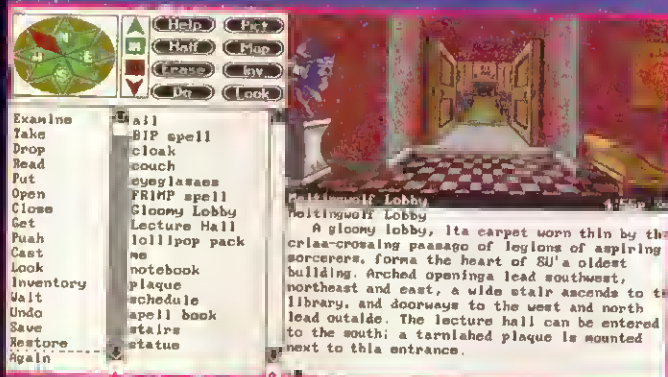 Help Pict
Half Map
Erase Inv
Do Look
Examine
Take
Drop
Read
Put
Open
Close
Get
Push
Cast
Look
Inventory
Wait
Undo
Save
Restore
Again
all
BIP spell
cloak
couch
eyeglasses
FRIMP spell
Gloomy Lobby
Lecture Hall
lollipop pack
me
notebook
plaque
schedule
spell book
stairs
statue
Meltingwolf Lobby 4:55p
Meltingwolf Lobby
A gloomy lobby, its carpet worn thin by the
criss-crossing passage of legions of aspiring
sorcerers, forms the heart of SU's oldest
building. Arched openings lead southwest,
northeast and east, a wide stair ascends to
library, and doorways to the west and north
lead outside. The lecture hall can be entered
to the south; a tarnished plaque is mounted
next to this entrance.